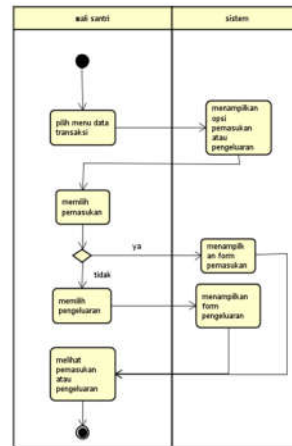 wali santri
sistem
pilih menu data
transaksi
menampilkan
opsi
pemasukan
atau
pengeluaran
memilih
pemasukan
ya
menampilk
an form
pemasukan
tidak
memilih
pengeluaran
menampilkan
form
pengeluaran
melihat
pemasukan
atau
pengeluaran